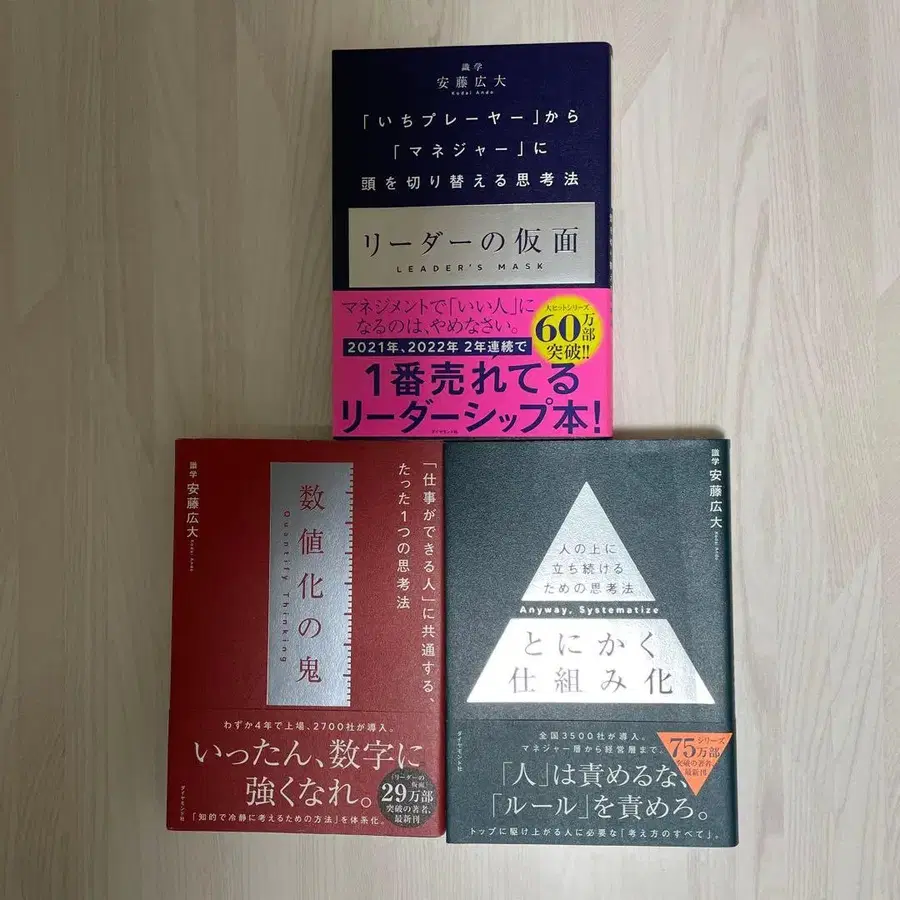 識学
安藤広大
Kodai Ando
「いちプレーヤー」から
「マネジャー」に
頭を切り替える思考法
リーダーの仮面
LEADER'S MASK
マネジメントで「いい人」に
なるのは、やめなさい。
大ヒットシリーズ
60万部
突破!!
2021年、2022年 2年連続で
1番売れてる
リーダーシップ本!
ダイヤモンド社
「仕事ができる人」に共通する、
たった1つの思考法
数値化の鬼
Quantify Thinking
識学 安藤広大
Kodai Ando
わずか4年で上場、2700社が導入。
いったん、数字に
強くなれ。
「知的で冷静に考えるための方法」を体系化。
『リーダーの
仮面』
29万部
突破の著者、
最新刊
ダイヤモンド社
識学 安藤広大
Kodai Ando
人の上に
立ち続ける
ための思考法
Anyway, Systematize
とにかく
仕組み化
全国3500社が導入。
マネジャー層から経営層まで。
「人」は責めるな、
「ルール」を責めろ。
トップに駆け上がる人に必要な「考え方のすべて」。
シリーズ
75万部
突破の著者、
最新刊
ダイヤモンド社